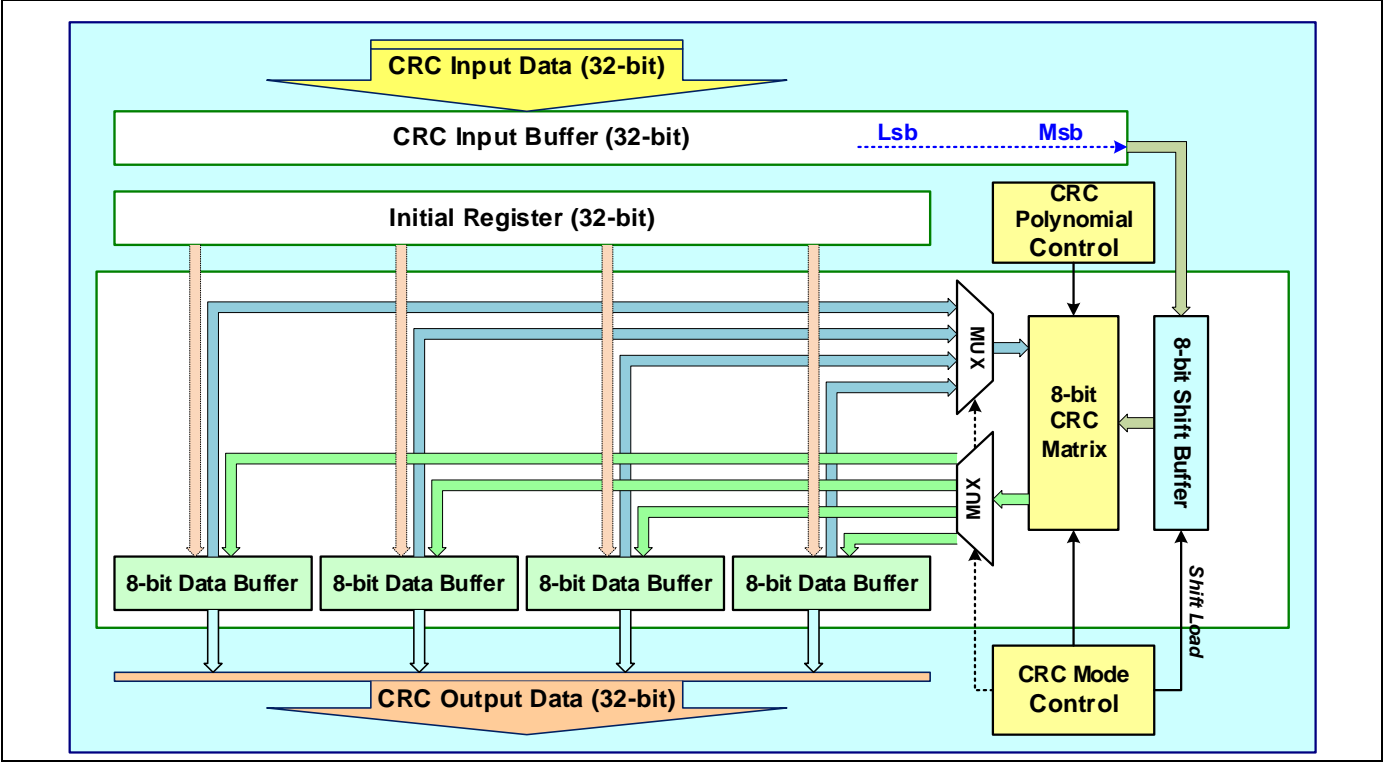 CRC Input Data (32-bit)
CRC Input Buffer (32-bit)
Lsb
Msb
Initial Register (32-bit)
CRC
Polynomial
Control
MUX
8-bit
CRC
Matrix
8-bit Shift Buffer
MUX
8-bit Data Buffer
8-bit Data Buffer
8-bit Data Buffer
8-bit Data Buffer
Shift Load
CRC Mode
Control
CRC Output Data (32-bit)